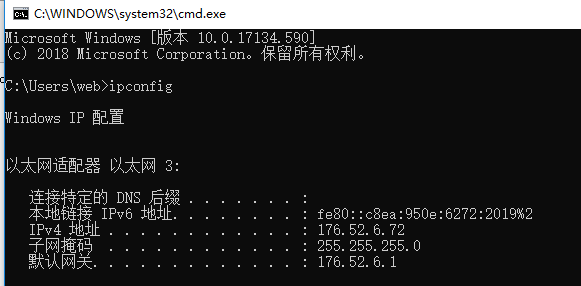 C:\WINDOWS\system32\cmd.exe
Microsoft Windows [版本 10.0.17134.590]
(c) 2018 Microsoft Corporation。保留所有权利。
C:\Users\web>ipconfig
Windows IP 配置
以太网适配器 以太网 3:
连接特定的 DNS 后缀 . . . . . . . :
本地链接 IPv6 地址. . . . . . . . : fe80::c8ea:950e:6272:2019%2
IPv4 地址 . . . . . . . . . . . . : 176.52.6.72
子网掩码  . . . . . . . . . . . . : 255.255.255.0
默认网关. . . . . . . . . . . . . : 176.52.6.1